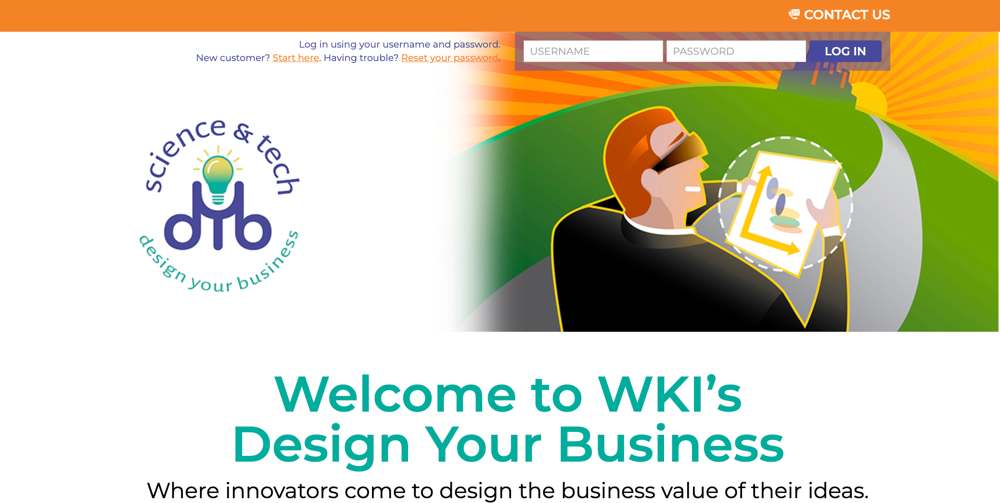 CONTACT US
Log in using your username and password.
New customer? Start here. Having trouble? Reset your password.
USERNAME
PASSWORD
LOG IN
science & tech
dyb
design your business
Welcome to WKI’s
Design Your Business
Where innovators come to design the business value of their ideas.